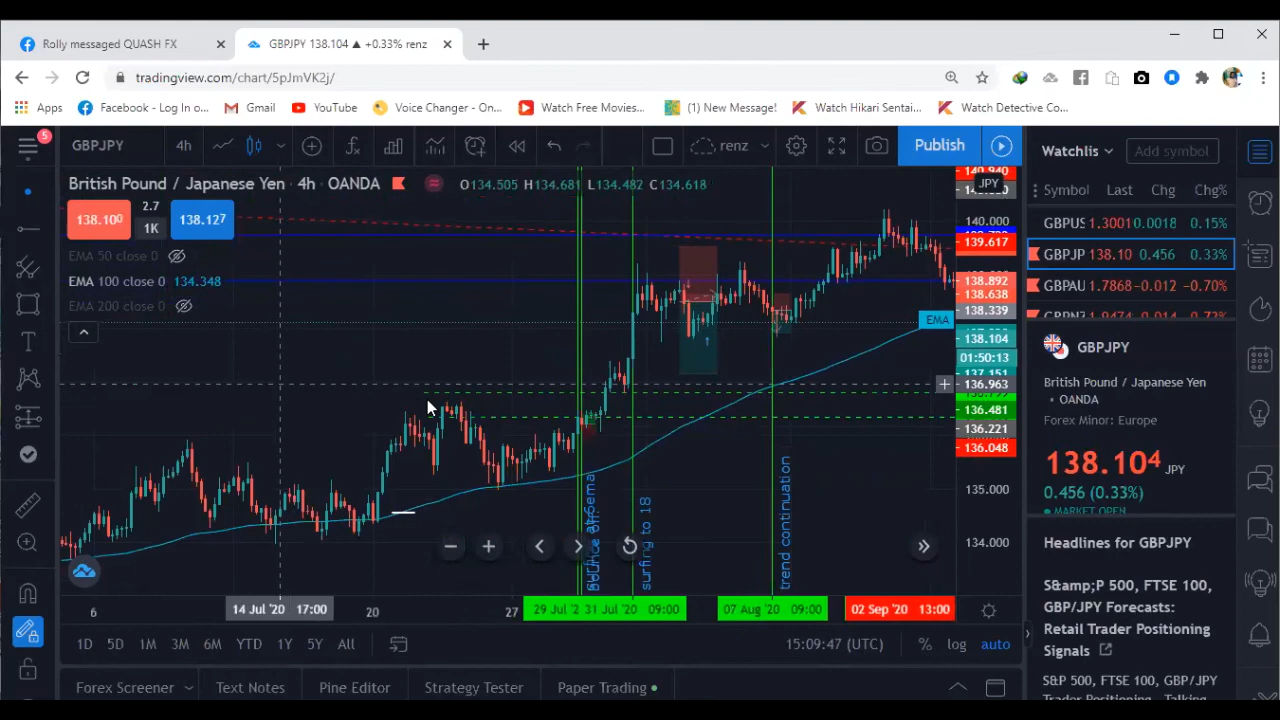 Rolly messaged QUASH FX
GBPJPY 138.104 ▲ +0.33% renz
tradingview.com/chart/5pJmVK2j/
Apps
Facebook - Log In o...
Gmail
YouTube
Voice Changer - On...
Watch Free Movies...
(1) New Message!
Watch Hikari Sentai...
Watch Detective Co...
5
GBPJPY
4h
renz
Publish
Watchlis
Add symbol
British Pound / Japanese Yen · 4h · OANDA
O134.505 H134.681 L134.482 C134.618
JPY
Symbol Last Chg Chg%
138.100
2.7
1K
138.127
EMA 50 close 0
EMA 100 close 0 134.348
EMA 200 close 0
140.940
140.000
139.617
138.892
138.638
138.339
EMA
138.104
01:50:13
137.151
136.963
136.481
136.221
136.048
135.000
134.000
GBPUS 1.3001 0.0018 0.15%
GBPJP 138.10 0.456 0.33%
GBPAU 1.7868 -0.012 -0.70%
GBPJPY
British Pound / Japanese Yen
• OANDA
Forex Minor: Europe
138.104 JPY
0.456 (0.33%)
MARKET OPEN
Headlines for GBPJPY
S&amp;P 500, FTSE 100,
GBP/JPY Forecasts:
Retail Trader Positioning
Signals
S&P 500, FTSE 100, GBP/JPY
surfing to 18
trend continuation
6
14 Jul '20 17:00
20
27
29 Jul '2
31 Jul '20 09:00
07 Aug '20 09:00
02 Sep '20 13:00
1D 5D 1M 3M 6M YTD 1Y 5Y All
15:09:47 (UTC)
%
log
auto
Forex Screener
Text Notes
Pine Editor
Strategy Tester
Paper Trading